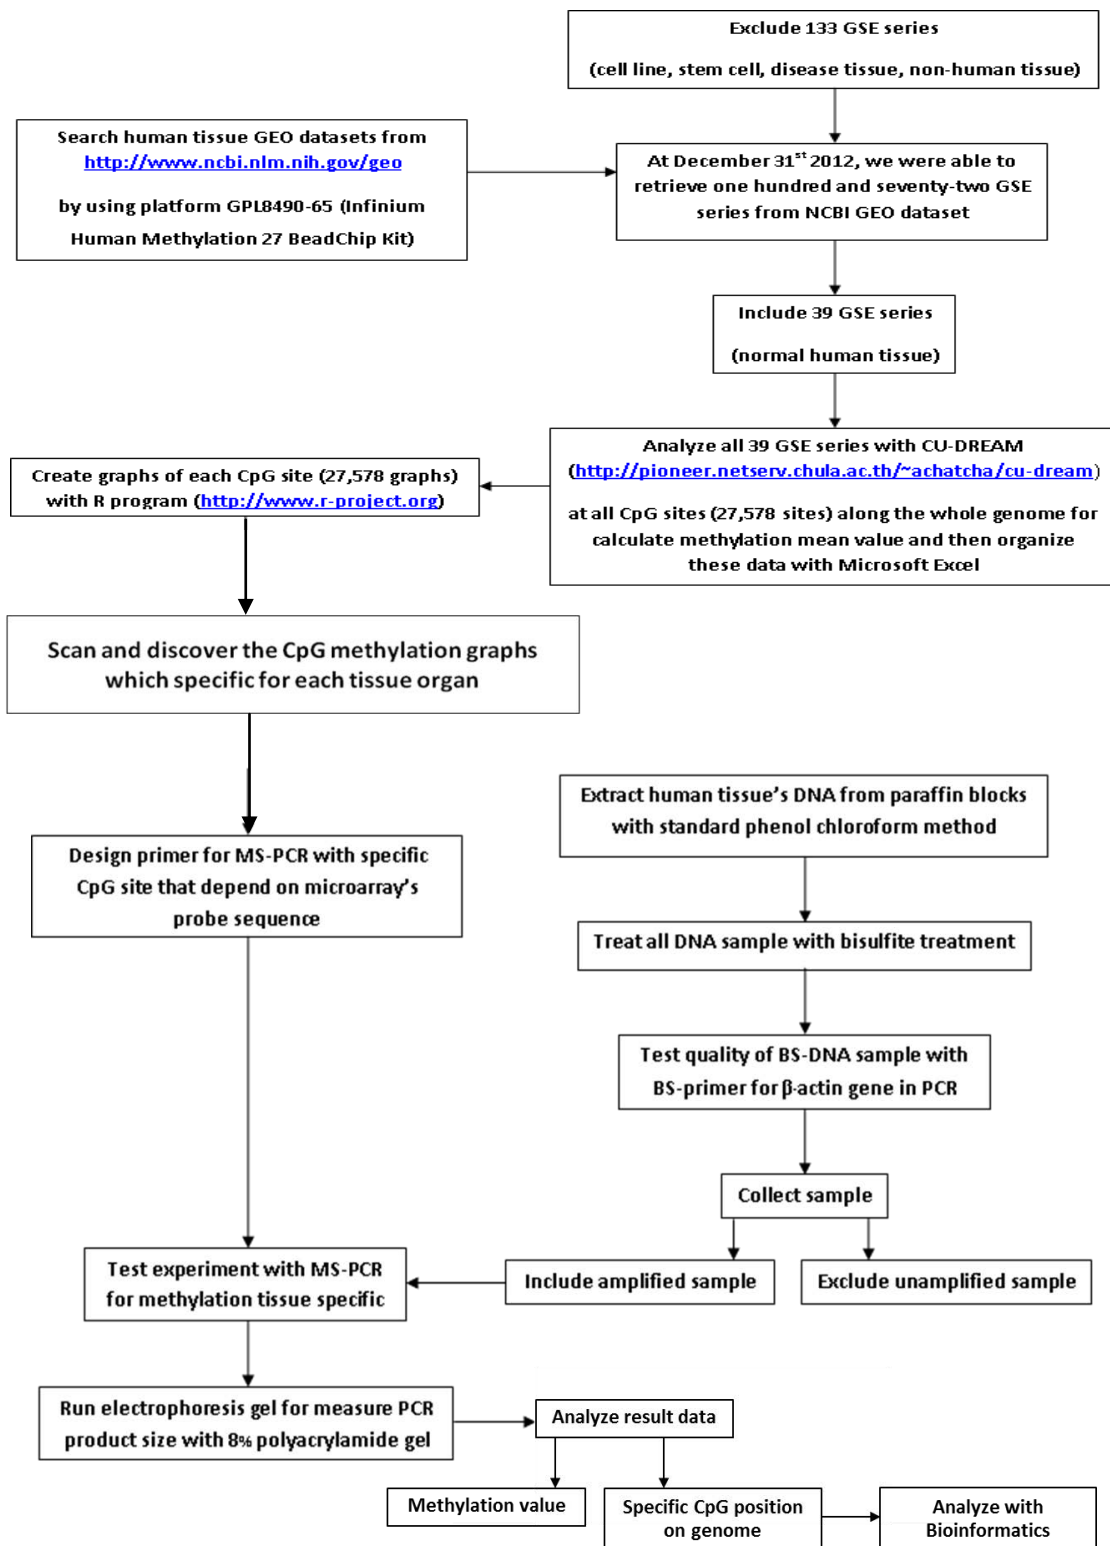 Exclude 133 GSE series
(cell line, stem cell, disease tissue, non-human tissue)
Search human tissue GEO datasets from
http://www.ncbi.nlm.nih.gov/geo
by using platform GPL8490-65 (Infinium
Human Methylation 27 BeadChip Kit)
At December 31st 2012, we were able to
retrieve one hundred and seventy-two GSE
series from NCBI GEO dataset
Include 39 GSE series
(normal human tissue)
Analyze all 39 GSE series with CU-DREAM
(http://pioneer.netserv.chula.ac.th/~achatcha/cu-dream)
at all CpG sites (27,578 sites) along the whole genome for
calculate methylation mean value and then organize
these data with Microsoft Excel
Create graphs of each CpG site (27,578 graphs)
with R program (http://www.r-project.org)
Scan and discover the CpG methylation graphs
which specific for each tissue organ
Design primer for MS-PCR with specific
CpG site that depend on microarray's
probe sequence
Extract human tissue's DNA from paraffin blocks
with standard phenol chloroform method
Treat all DNA sample with bisulfite treatment
Test quality of BS-DNA sample with
BS-primer for β-actin gene in PCR
Collect sample
Include amplified sample
Exclude unamplified sample
Test experiment with MS-PCR
for methylation tissue specific
Run electrophoresis gel for measure PCR
product size with 8% polyacrylamide gel
Analyze result data
Methylation value
Specific CpG position
on genome
Analyze with
Bioinformatics